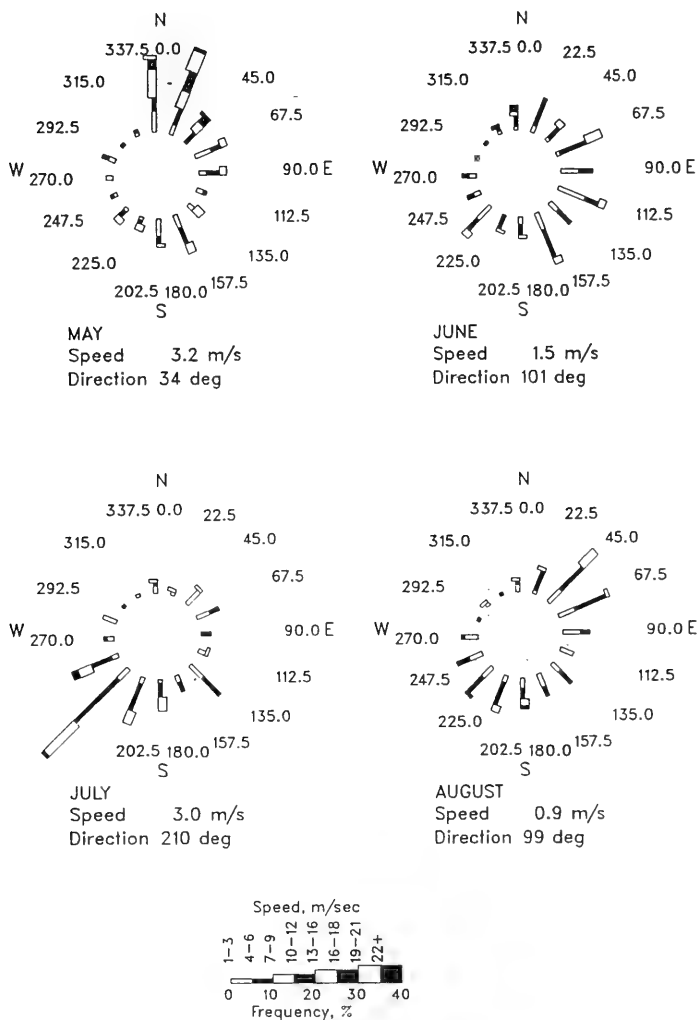 N
337.5 0.0
315.0
45.0
292.5
67.5
W 270.0
90.0 E
247.5
112.5
225.0
135.0
202.5 180.0 157.5
S
MAY
Speed 3.2 m/s
Direction 34 deg
N
337.5 0.0 22.5
315.0
45.0
292.5
67.5
W 270.0
90.0 E
247.5
112.5
225.0
135.0
202.5 180.0 157.5
S
JUNE
Speed 1.5 m/s
Direction 101 deg
N
337.5 0.0 22.5
315.0
45.0
292.5
67.5
W 270.0
90.0 E
112.5
135.0
202.5 180.0 157.5
S
JULY
Speed 3.0 m/s
Direction 210 deg
N
337.5 0.0 22.5
315.0
45.0
292.5
67.5
W 270.0
90.0 E
247.5
112.5
225.0
135.0
202.5 180.0 157.5
S
AUGUST
Speed 0.9 m/s
Direction 99 deg
Speed, m/sec
1-3 4-6 7-9 10-12 13-16 16-18 19-21 22+
0 10 20 30 40
Frequency, %